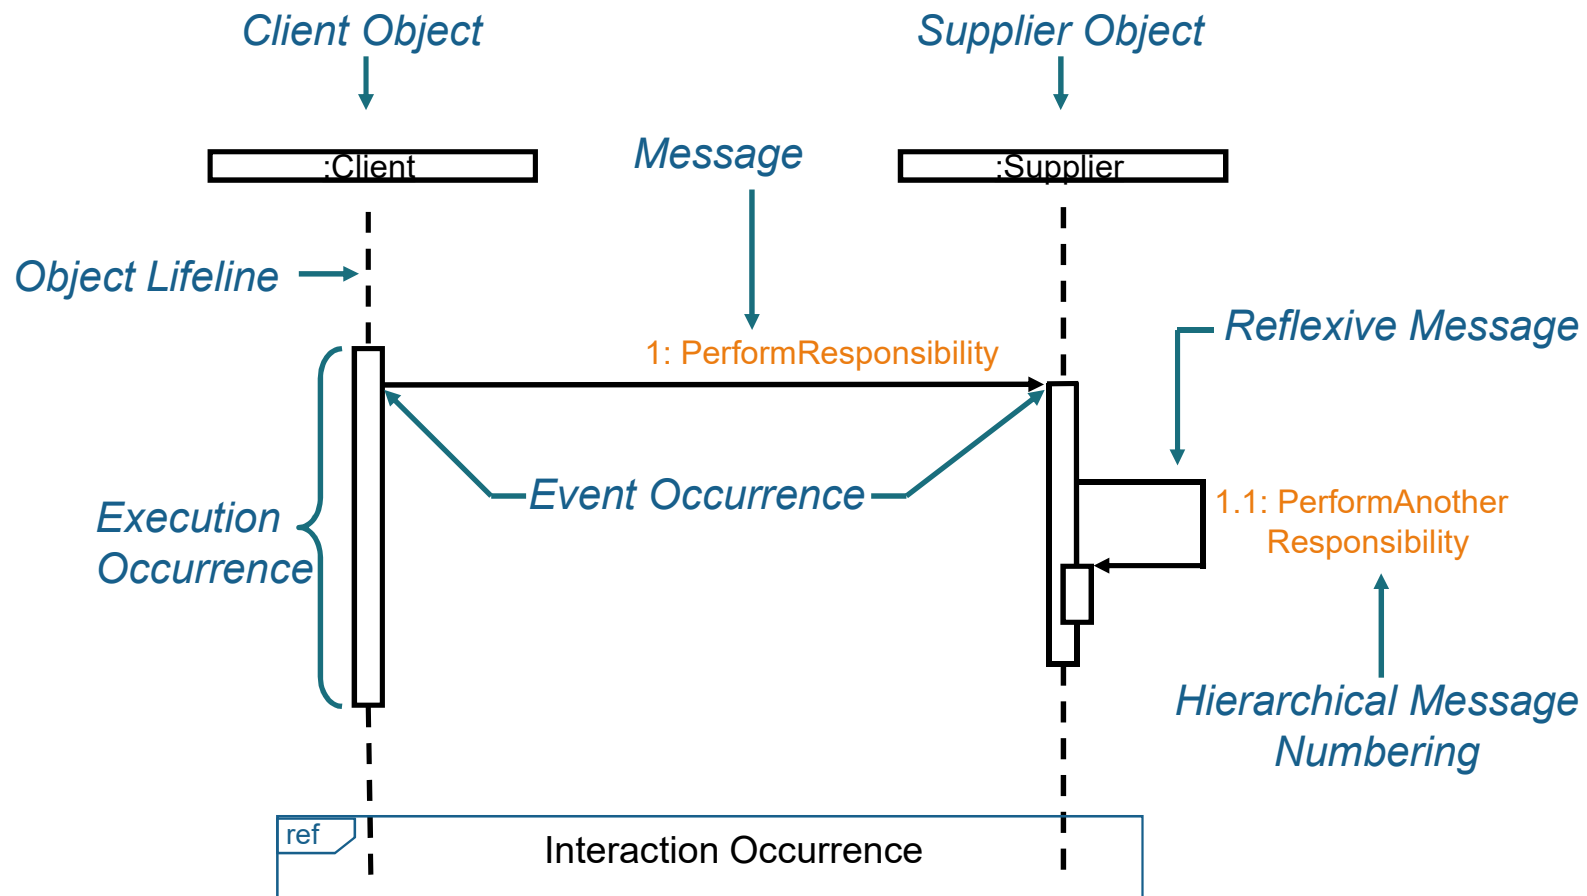 Client Object
Supplier Object
:Client
Message
:Supplier
Object Lifeline
Reflexive Message
1: PerformResponsibility
Event Occurrence
1.1: PerformAnother
Responsibility
Execution
Occurrence
Hierarchical Message
Numbering
ref
Interaction Occurrence